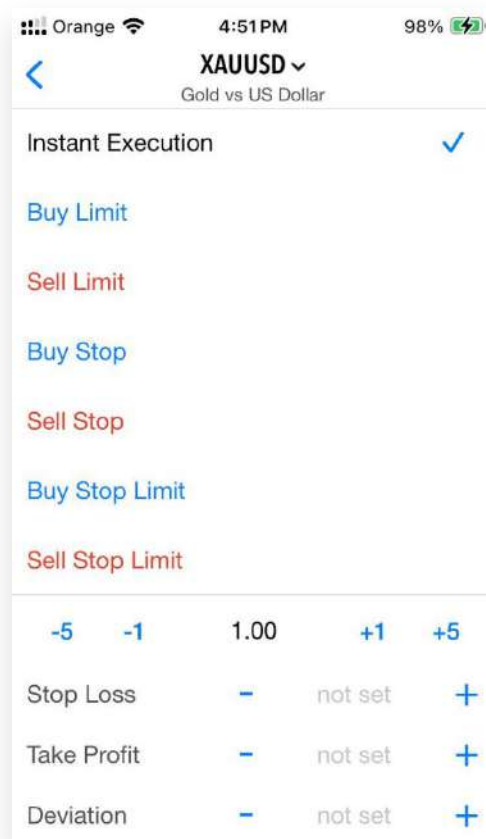 Orange 4:51 PM 98%
XAUUSD
Gold vs US Dollar
Instant Execution
Buy Limit
Sell Limit
Buy Stop
Sell Stop
Buy Stop Limit
Sell Stop Limit
-5 -1 1.00 +1 +5
Stop Loss - not set +
Take Profit - not set +
Deviation - not set +